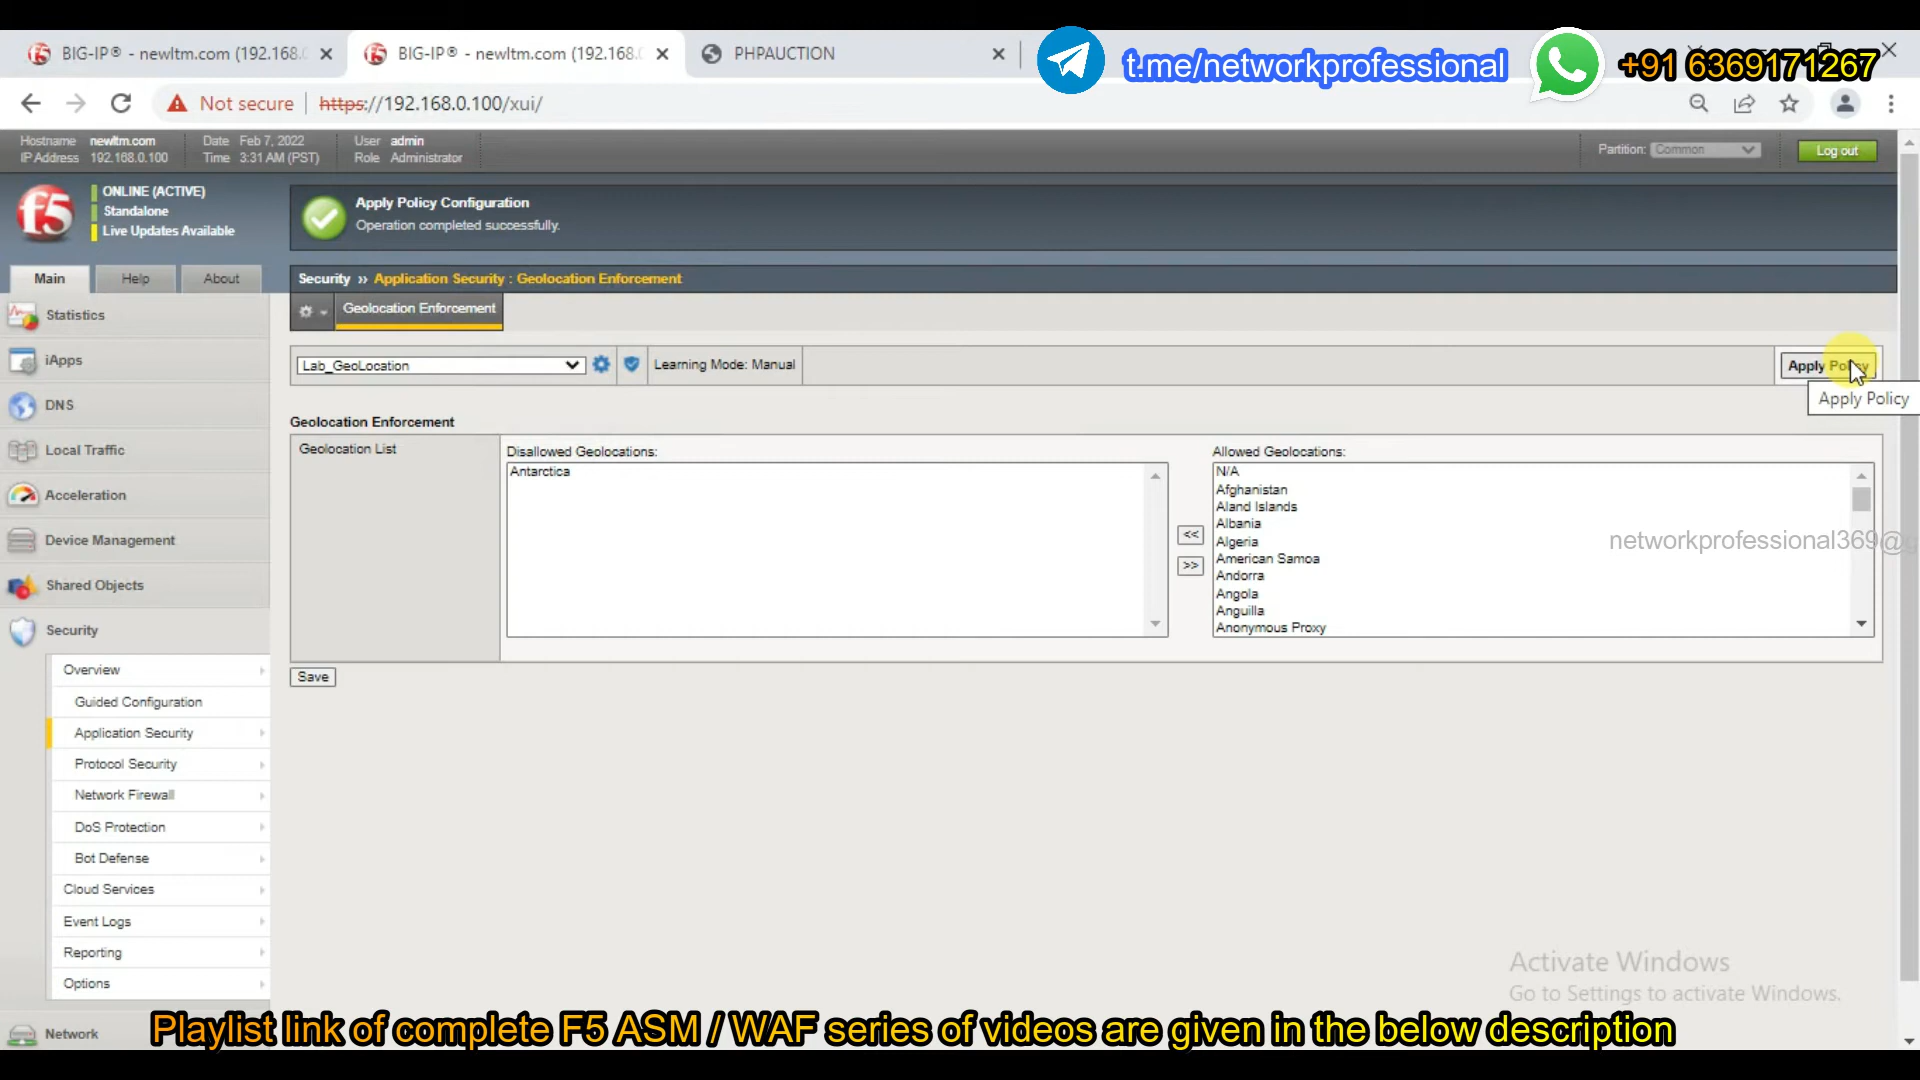 BIG-IP® - newltm.com (192.168.
BIG-IP® - newltm.com (192.168.
PHPAUCTION
t.me/networkprofessional
+91 6369171267
Not secure
https://192.168.0.100/xui/
Hostname newltm.com
IP Address 192.168.0.100
Date Feb 7, 2022
Time 3:31 AM (PST)
User admin
Role Administrator
Partition: Common
Log out
f5
ONLINE (ACTIVE)
Standalone
Live Updates Available
Apply Policy Configuration
Operation completed successfully.
Main
Help
About
Security ›› Application Security : Geolocation Enforcement
Geolocation Enforcement
Statistics
iApps
DNS
Local Traffic
Acceleration
Device Management
Shared Objects
Security
Overview
Guided Configuration
Application Security
Protocol Security
Network Firewall
DoS Protection
Bot Defense
Cloud Services
Event Logs
Reporting
Options
Network
Lab_GeoLocation
Learning Mode: Manual
Apply Policy
Apply Policy
Geolocation Enforcement
Geolocation List
Disallowed Geolocations:
Antarctica
<<
>>
Allowed Geolocations:
N/A
Afghanistan
Aland Islands
Albania
Algeria
American Samoa
Andorra
Angola
Anguilla
Anonymous Proxy
Save
networkprofessional369@g
Activate Windows
Go to Settings to activate Windows.
Playlist link of complete F5 ASM / WAF series of videos are given in the below description